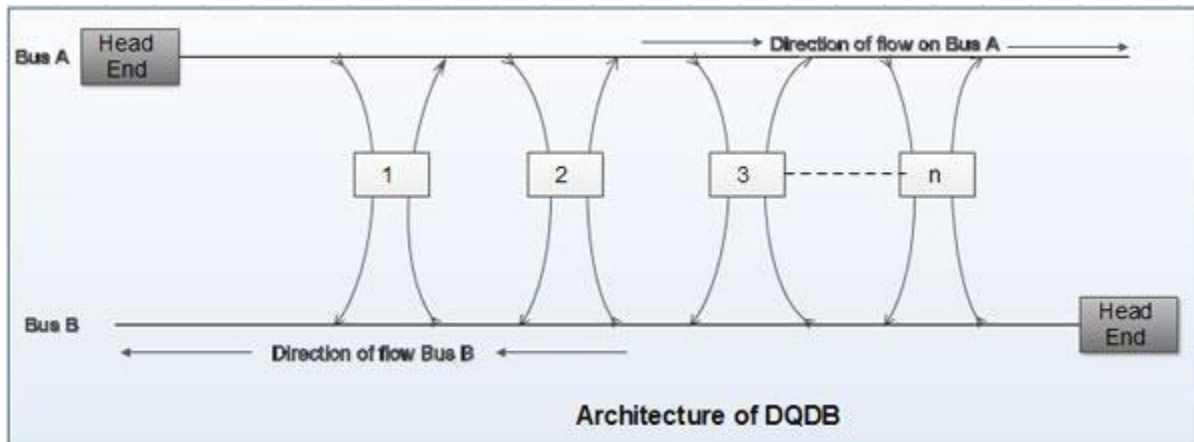 Bus A
Head
End
Direction of flow on Bus A
1
2
3
n
Bus B
Head
End
Direction of flow Bus B
Architecture of DQDB